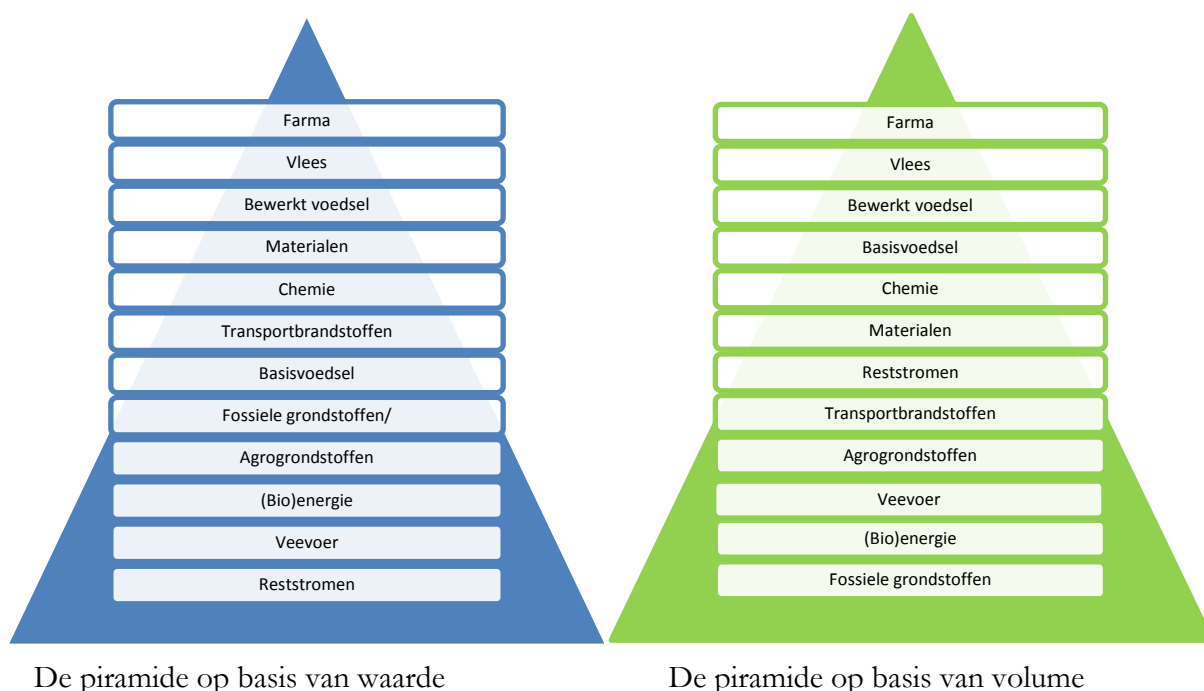 Farma
Vlees
Bewerkt voedsel
Materialen
Chemie
Transportbrandstoffen
Basisvoedsel
Fossiele grondstoffen/
Agrogrondstoffen
(Bio)energie
Veevoer
Reststromen
De piramide op basis van waarde
Farma
Vlees
Bewerkt voedsel
Basisvoedsel
Chemie
Materialen
Reststromen
Transportbrandstoffen
Agrogrondstoffen
Veevoer
(Bio)energie
Fossiele grondstoffen
De piramide op basis van volume